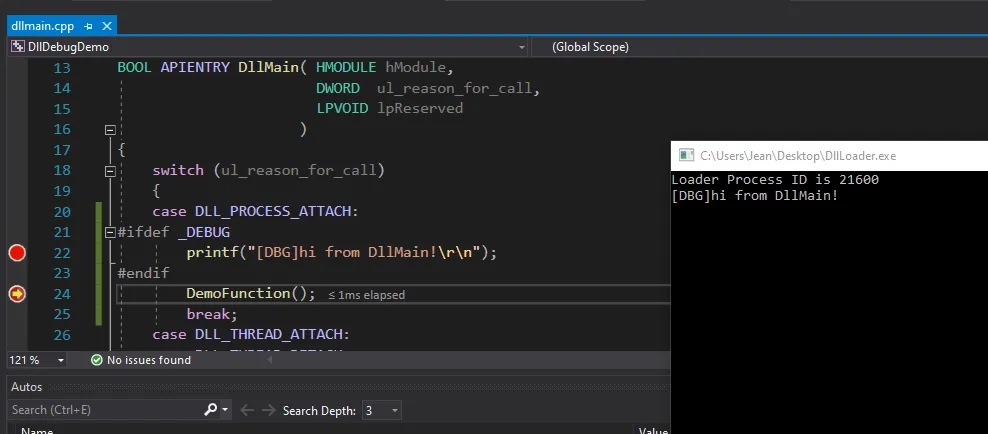 dllmain.cpp
DllDebugDemo (Global Scope)
13 BOOL APIENTRY DllMain( HMODULE hModule,
14 DWORD ul_reason_for_call,
15 LPVOID lpReserved
16 )
17 {
18 switch (ul_reason_for_call)
19 {
20 case DLL_PROCESS_ATTACH:
21 #ifdef _DEBUG
22 printf("[DBG]hi from DllMain!\r\n");
23 #endif
24 DemoFunction(); ≤ 1ms elapsed
25 break;
26 case DLL_THREAD_ATTACH:
121 % No issues found
Autos
Search (Ctrl+E) Search Depth: 3
Name Value
C:\Users\Jean\Desktop\DllLoader.exe
Loader Process ID is 21600
[DBG]hi from DllMain!